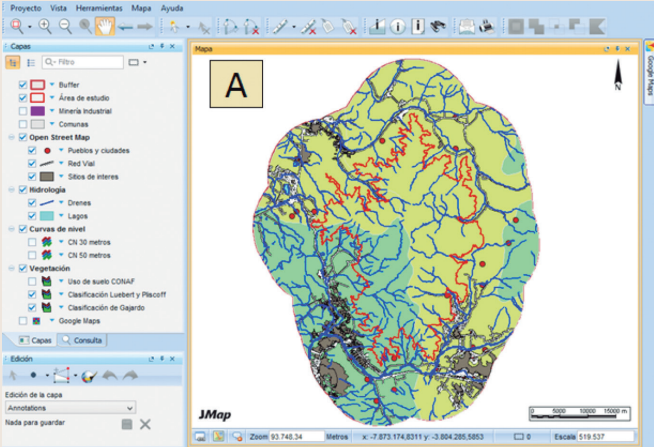 Proyecto Vista Herramientas Mapa Ayuda
Capas
Filtro
Buffer
Área de estudio
Minería Industrial
Comunas
Open Street Map
Pueblos y ciudades
Red Vial
Sitios de interes
Hidrología
Drenes
Lagos
Curvas de nivel
CN 30 metros
CN 50 metros
Vegetación
Uso de suelo CONAF
Clasificación Luebert y Pliscoff
Clasificación de Gajardo
Google Maps
Capas Consulta
Edición
Edición de la capa
Annotations
Nada para guardar
Mapa
A
N
JMap
0 5000 10000 15000 m
Zoom 93.748,34 Metros x: -7.873.174,8311 y: -3.804.285,5853 0 Escala 519.537
Google Maps